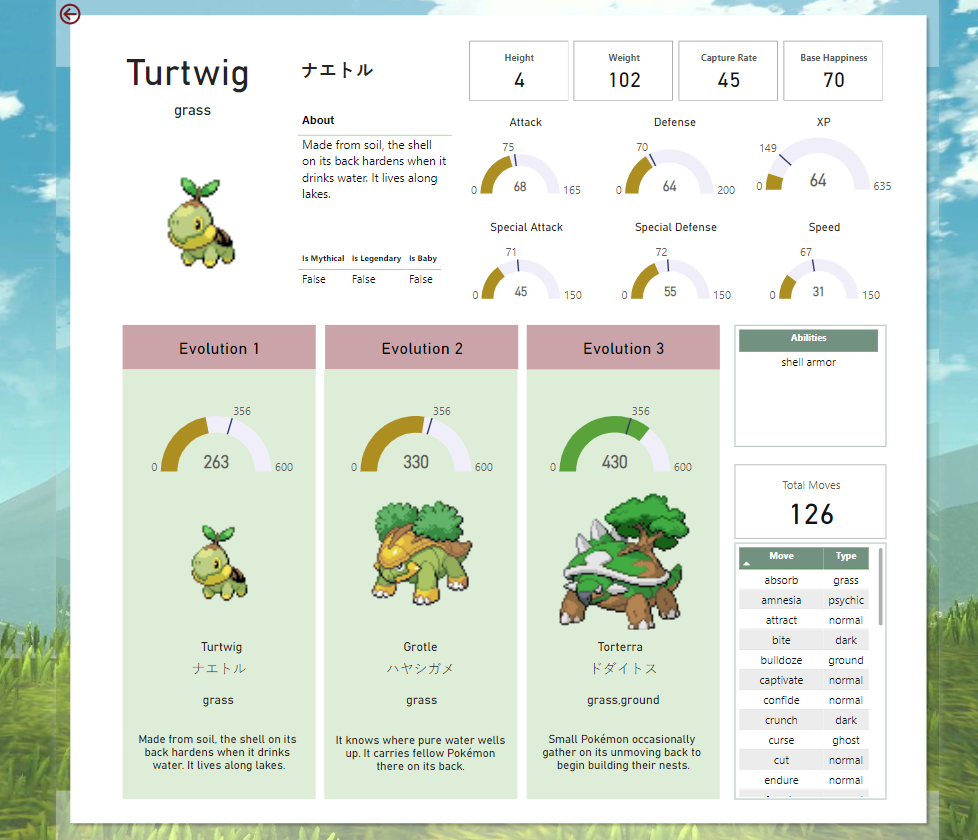 Turtwig
grass
ナエトル
Height
4
Weight
102
Capture Rate
45
Base Happiness
70
About
Made from soil, the shell
on its back hardens when it
drinks water. It lives along
lakes.
Is Mythical Is Legendary Is Baby
False False False
Attack
75
0 68 165
Defense
70
0 64 200
XP
149
0 64 635
Special Attack
71
0 45 150
Special Defense
72
0 55 150
Speed
67
0 31 150
Evolution 1
356
0 263 600
Turtwig
ナエトル
grass
Made from soil, the shell on its
back hardens when it drinks
water. It lives along lakes.
Evolution 2
356
0 330 600
Grotle
ハヤシガメ
grass
It knows where pure water wells
up. It carries fellow Pokémon
there on its back.
Evolution 3
356
0 430 600
Torterra
ドダイトス
grass,ground
Small Pokémon occasionally
gather on its unmoving back to
begin building their nests.
Abilities
shell armor
Total Moves
126
Move Type
absorb grass
amnesia psychic
attract normal
bite dark
bulldoze ground
captivate normal
confide normal
crunch dark
curse ghost
cut normal
endure normal